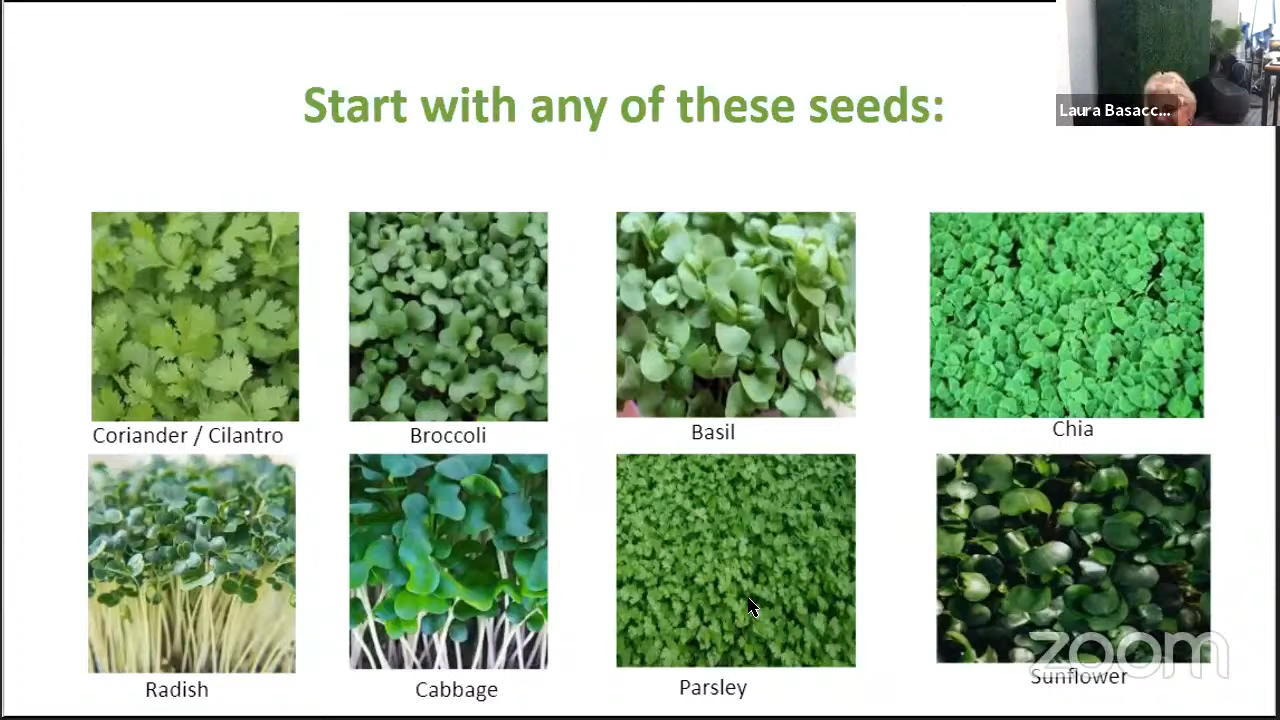 Start with any of these seeds:
Laura Basacc...
Coriander / Cilantro
Broccoli
Basil
Chia
Radish
Cabbage
Parsley
Sunflower
zoom